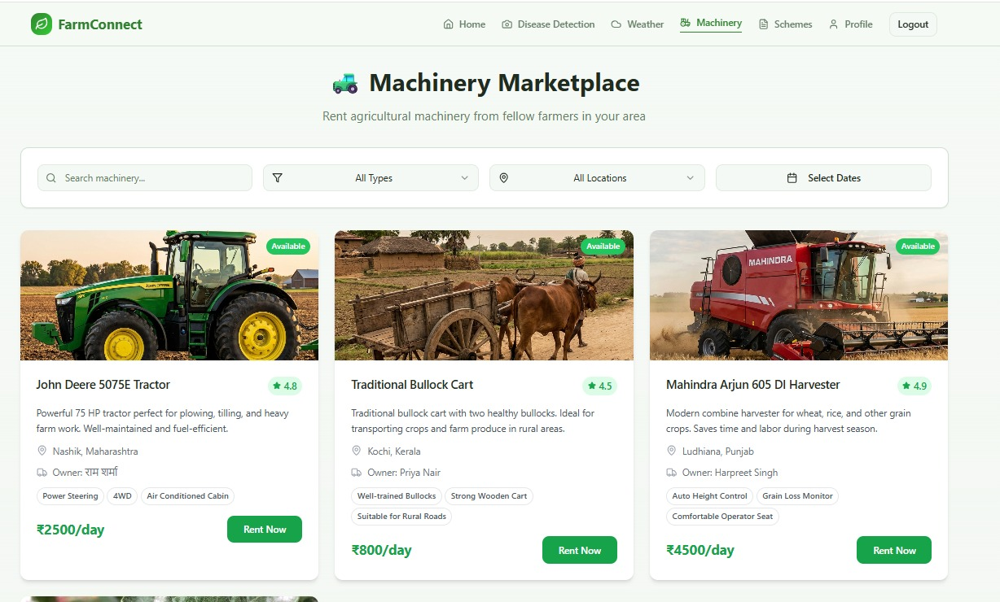 FarmConnect
Home Disease Detection Weather Machinery Schemes Profile Logout
Machinery Marketplace
Rent agricultural machinery from fellow farmers in your area
Search machinery... All Types All Locations Select Dates
Available Available Available
JOHN DEERE
MAHINDRA
John Deere 5075E Tractor 4.8
Powerful 75 HP tractor perfect for plowing, tilling, and heavy
farm work. Well-maintained and fuel-efficient.
Nashik, Maharashtra
Owner: राम शर्मा
Power Steering 4WD Air Conditioned Cabin
₹2500/day Rent Now
Traditional Bullock Cart 4.5
Traditional bullock cart with two healthy bullocks. Ideal for
transporting crops and farm produce in rural areas.
Kochi, Kerala
Owner: Priya Nair
Well-trained Bullocks Strong Wooden Cart
Suitable for Rural Roads
₹800/day Rent Now
Mahindra Arjun 605 DI Harvester 4.9
Modern combine harvester for wheat, rice, and other grain
crops. Saves time and labor during harvest season.
Ludhiana, Punjab
Owner: Harpreet Singh
Auto Height Control Grain Loss Monitor
Comfortable Operator Seat
₹4500/day Rent Now